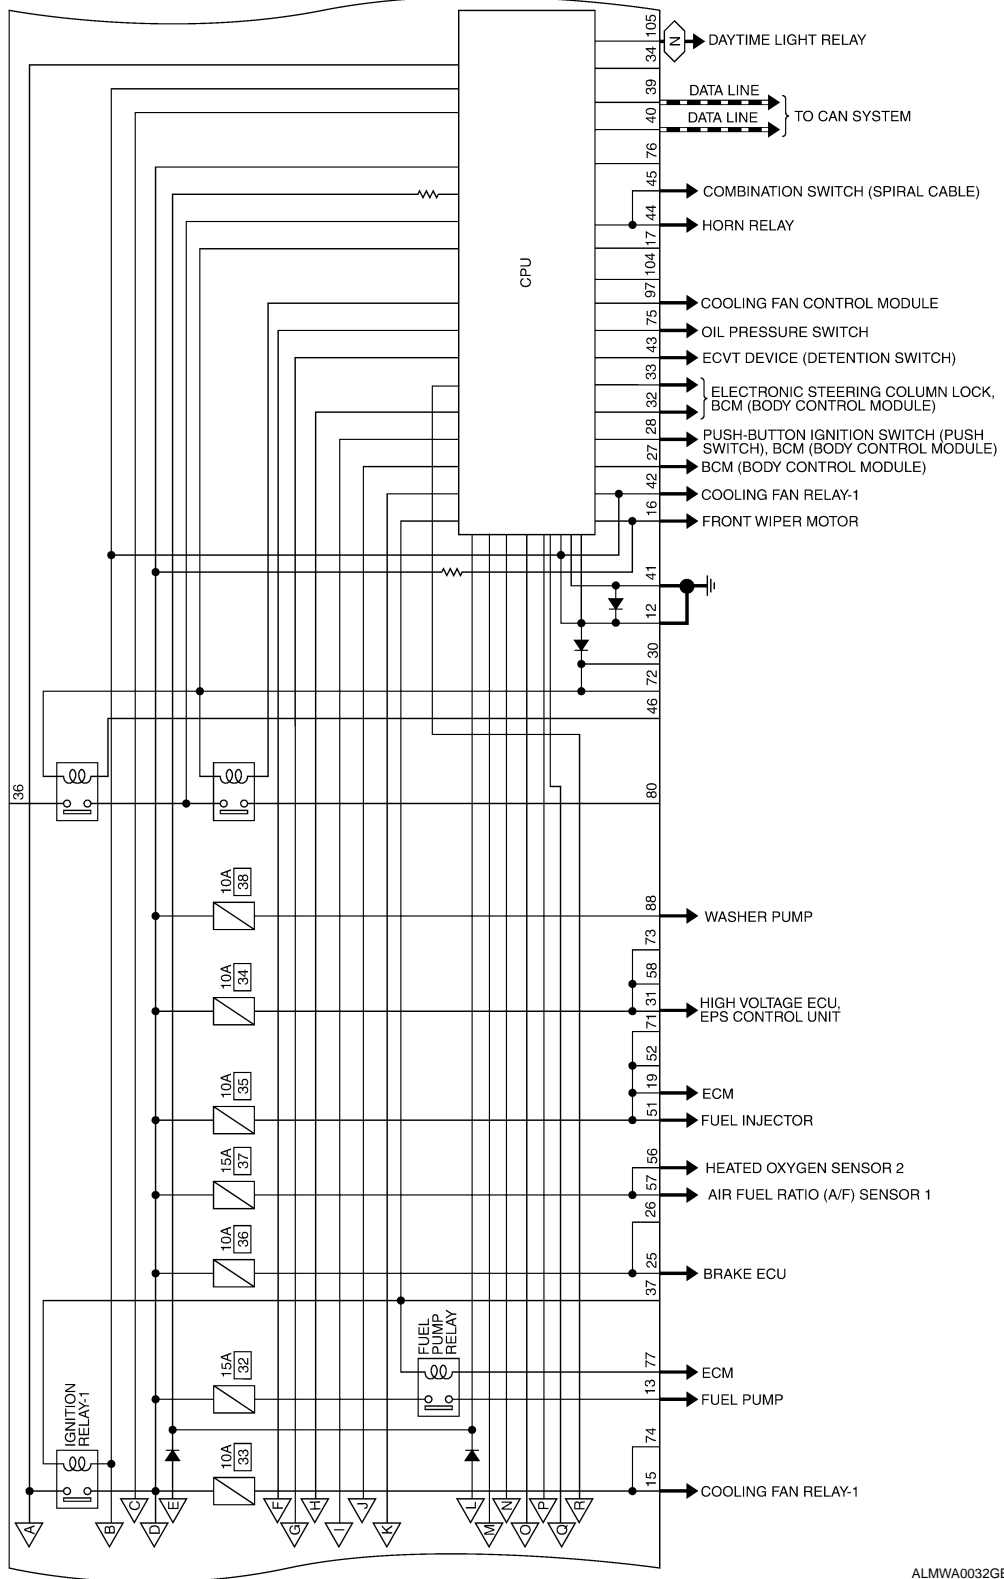 105
N
DAYTIME LIGHT RELAY
34
39
DATA LINE
40
DATA LINE
TO CAN SYSTEM
76
45
COMBINATION SWITCH (SPIRAL CABLE)
44
HORN RELAY
17
104
CPU
97
COOLING FAN CONTROL MODULE
75
OIL PRESSURE SWITCH
43
ECVT DEVICE (DETENTION SWITCH)
33
ELECTRONIC STEERING COLUMN LOCK,
BCM (BODY CONTROL MODULE)
32
28
PUSH-BUTTON IGNITION SWITCH (PUSH
SWITCH), BCM (BODY CONTROL MODULE)
27
BCM (BODY CONTROL MODULE)
42
COOLING FAN RELAY-1
16
FRONT WIPER MOTOR
41
12
30
72
46
36
80
10A
38
88
WASHER PUMP
73
58
10A
34
31
HIGH VOLTAGE ECU,
EPS CONTROL UNIT
71
52
10A
35
19
ECM
51
FUEL INJECTOR
15A
37
56
HEATED OXYGEN SENSOR 2
57
AIR FUEL RATIO (A/F) SENSOR 1
26
10A
36
25
BRAKE ECU
37
FUEL
PUMP
RELAY
15A
32
77
ECM
13
FUEL PUMP
IGNITION
RELAY-1
10A
33
74
15
COOLING FAN RELAY-1
A
B
C
D
E
F
G
H
I
J
K
L
M
N
O
P
Q
R
ALMWA0032GE